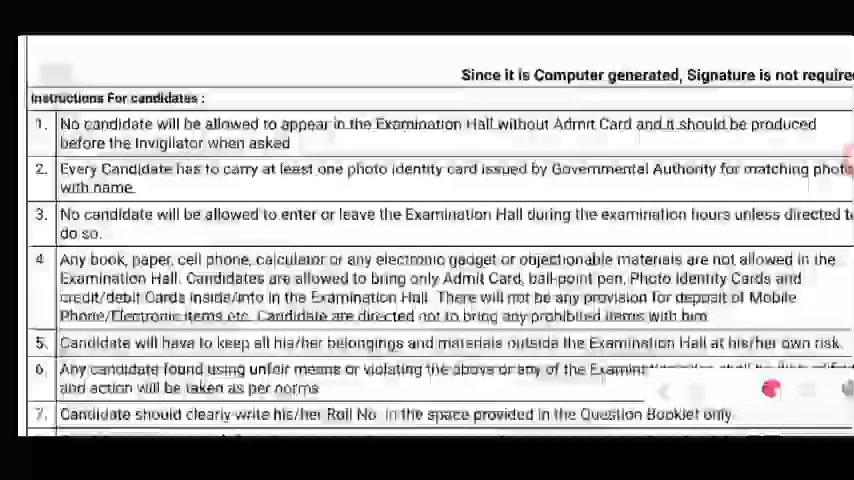 Since it is Computer generated, Signature is not require
Instructions For candidates :
1. No candidate will be allowed to appear in the Examination Hall without Admit Card and it should be produced
before the Invigilator when asked
2. Every Candidate has to carry at least one photo identity card issued by Governmental Authority for matching photo
with name
3. No candidate will be allowed to enter or leave the Examination Hall during the examination hours unless directed t
do so.
4 Any book, paper, cell phone, calculator or any electronic gadget or objectionable materials are not allowed in the
Examination Hall. Candidates are allowed to bring only Admit Card, ball-point pen, Photo Identity Cards and
credit/debit Cards inside/into in the Examination Hall. There will not be any provision for deposit of Mobile
Phone/Electronic items etc. Candidate are directed not to bring any prohibited items with him
5. Candidate will have to keep all his/her belongings and materials outside the Examination Hall at his/her own risk.
6 Any candidate found using unfair means or violating the above or any of the
and action will be taken as per norms
7. Candidate should clearly write his/her Roll No. in the space provided in the Question Booklet only